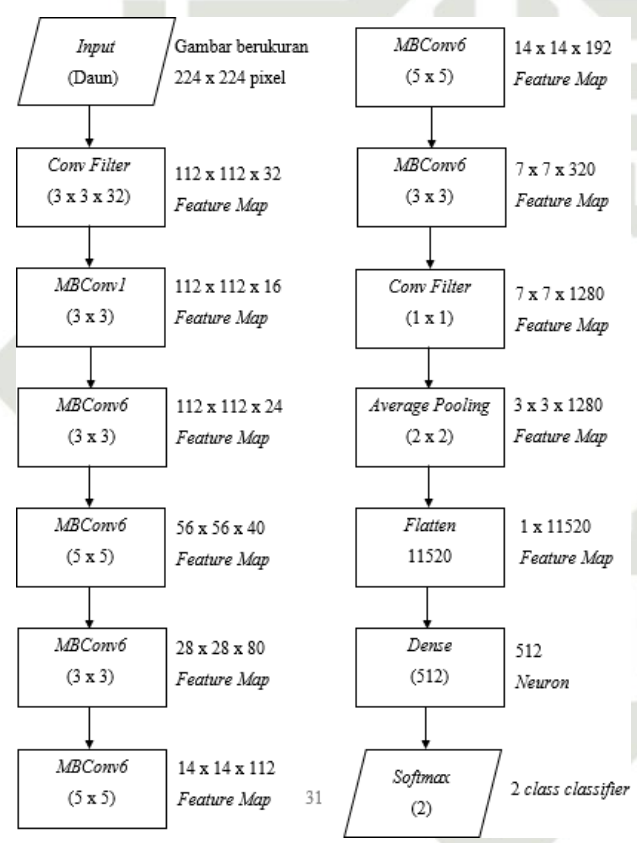 Input
(Daun)
Gambar berukuran
224 x 224 pixel
Conv Filter
(3 x 3 x 32)
112 x 112 x 32
Feature Map
MBConv1
(3 x 3)
112 x 112 x 16
Feature Map
MBConv6
(3 x 3)
112 x 112 x 24
Feature Map
MBConv6
(5 x 5)
56 x 56 x 40
Feature Map
MBConv6
(3 x 3)
28 x 28 x 80
Feature Map
MBConv6
(5 x 5)
14 x 14 x 112
Feature Map
31
MBConv6
(5 x 5)
14 x 14 x 192
Feature Map
MBConv6
(3 x 3)
7 x 7 x 320
Feature Map
Conv Filter
(1 x 1)
7 x 7 x 1280
Feature Map
Average Pooling
(2 x 2)
3 x 3 x 1280
Feature Map
Flatten
11520
1 x 11520
Feature Map
Dense
(512)
512
Neuron
Softmax
(2)
2 class classifier